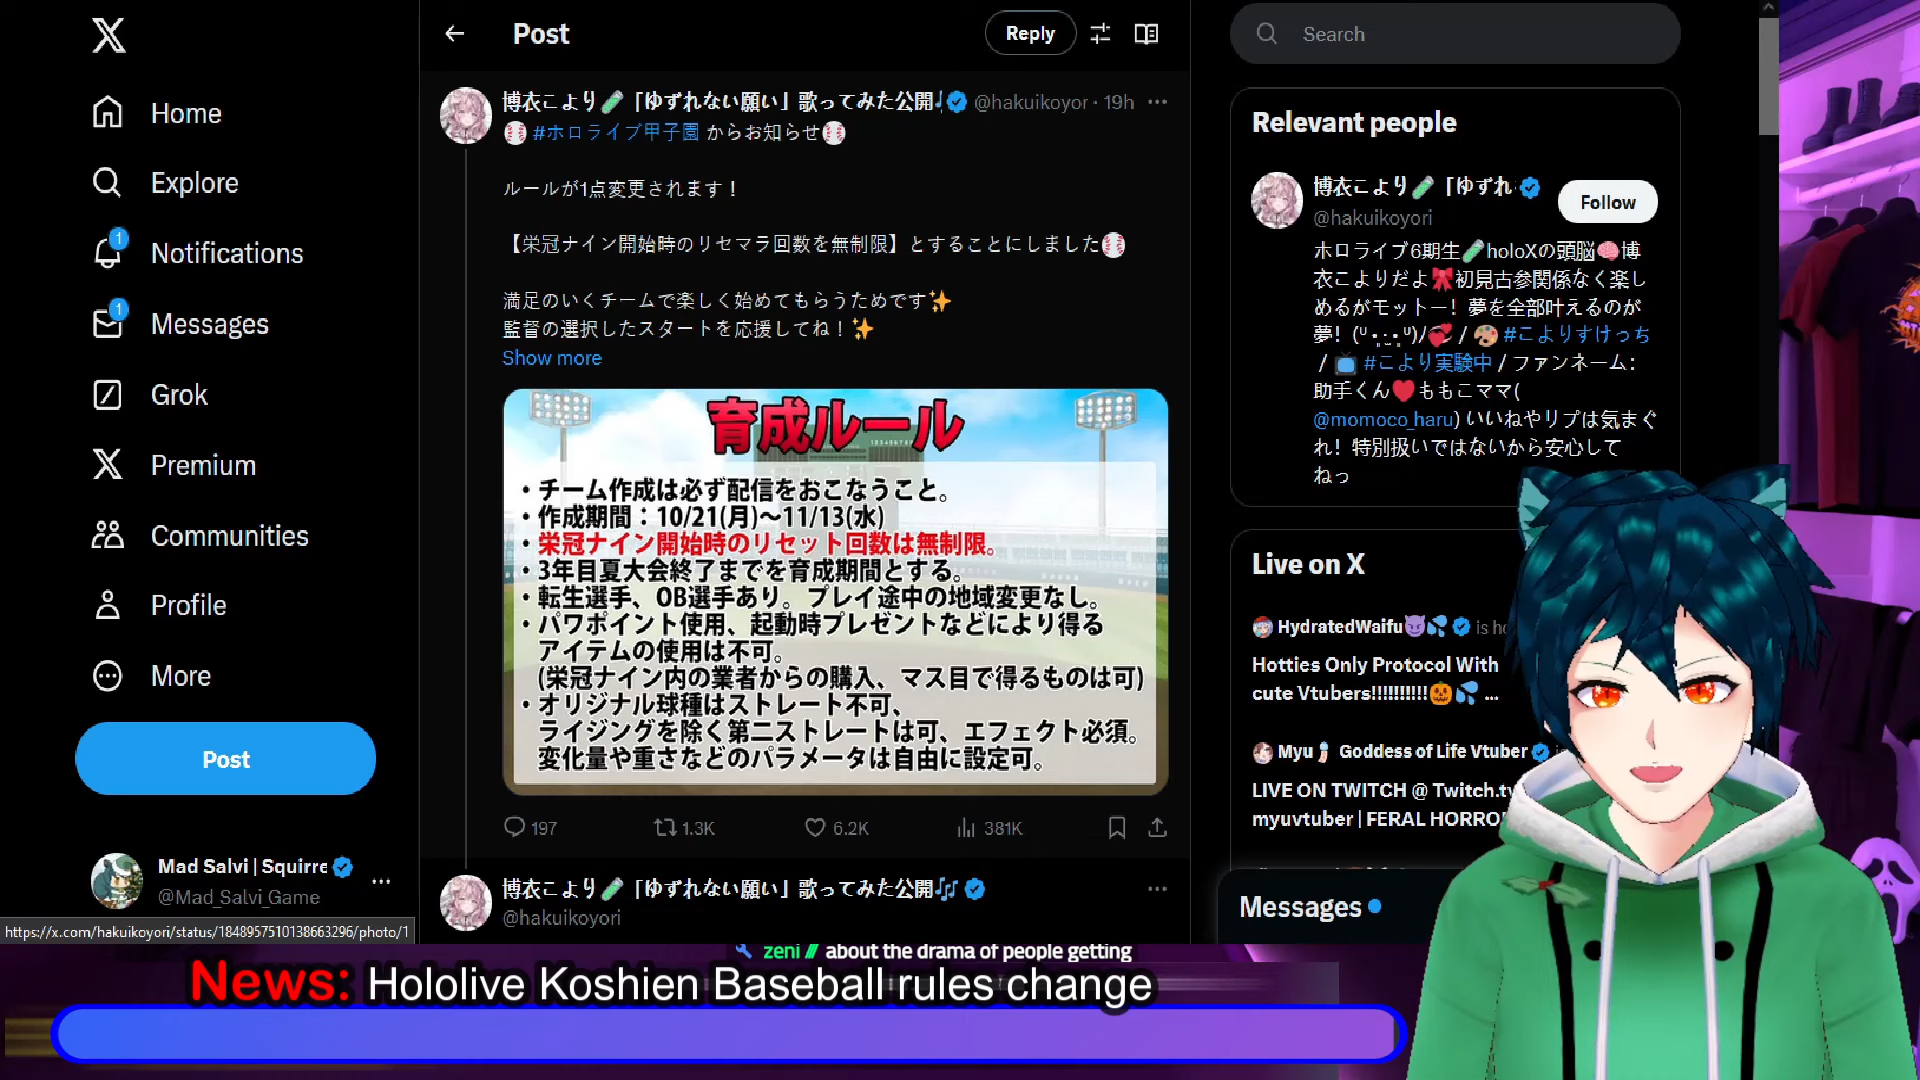 Home
Explore
1
Notifications
1
Messages
Grok
Premium
Communities
Profile
More
Post
Mad Salvi | Squirre
@Mad_Salvi_Game
https://x.com/hakuikoyori/status/1848957510138663296/photo/1
Post
Reply
博衣こより🧪「ゆずれない願い」歌ってみた公開 @hakuikoyor · 19h
⚾ #ホロライブ甲子園 からお知らせ⚾
ルールが1点変更されます！
【栄冠ナイン開始時のリセマラ回数を無制限】とすることにしました⚾
満足のいくチームで楽しく始めてもらうためです✨
監督の選択したスタートを応援してね！✨
Show more
育成ルール
・チーム作成は必ず配信をおこなうこと。
・作成期間：10/21(月)～11/13(水)
・栄冠ナイン開始時のリセット回数は無制限。
・3年目夏大会終了までを育成期間とする。
・転生選手、OB選手あり。プレイ途中の地域変更なし。
・パワポイント使用、起動時プレゼントなどにより得る
アイテムの使用は不可。
(栄冠ナイン内の業者からの購入、マス目で得るものは可)
・オリジナル球種はストレート不可、
ライジングを除く第二ストレートは可、エフェクト必須。
変化量や重さなどのパラメータは自由に設定可。
197 1.3K 6.2K 381K
博衣こより🧪「ゆずれない願い」歌ってみた公開🎶
@hakuikoyori
Search
Relevant people
博衣こより🧪「ゆずれ
@hakuikoyori
Follow
ホロライブ6期生🧪holoXの頭脳🧠博
衣こよりだよ🎀初見古参関係なく楽し
めるがモットー！夢を全部叶えるのが
夢！ / 🎨 #こよりすけっち
/ 📺 #こより実験中 / ファンネーム：
助手くん♥ももこママ(
@momoco_haru) いいねやリプは気まぐ
れ！特別扱いではないから安心して
ねっ
Live on X
HydratedWaifu😈💦 is ho
Hotties Only Protocol With
cute Vtubers!!!!!!!!!!🎃💦 ...
Myu Goddess of Life Vtuber
LIVE ON TWITCH @ Twitch.tv
myuvtuber | FERAL HORROR
Messages
zeni // about the drama of people getting
News: Hololive Koshien Baseball rules change